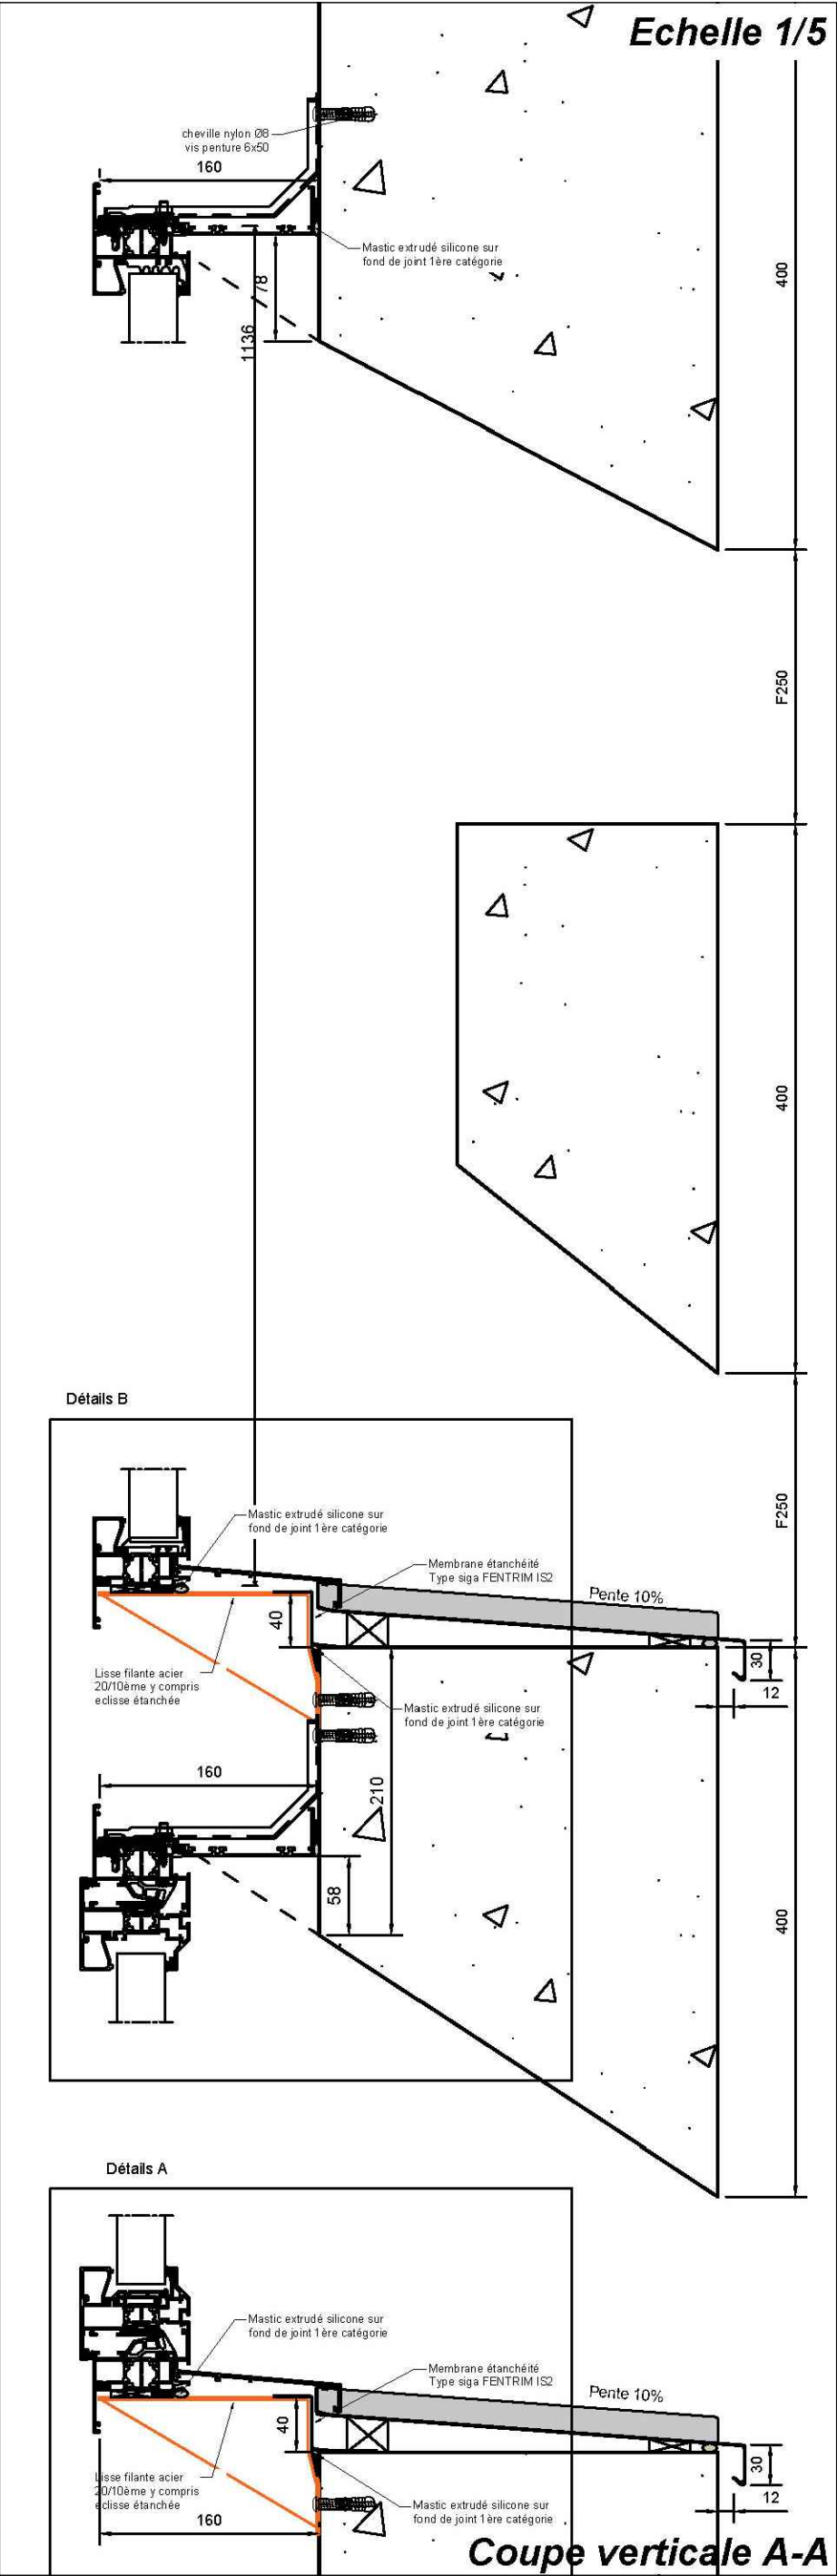 Echelle 1/5
cheville nylon Ø8
vis penture 6x50
160
Mastic extrudé silicone sur
fond de joint 1ère catégorie
78
1136
400
F250
400
Détails B
F250
Mastic extrudé silicone sur
fond de joint 1ère catégorie
Membrane étanchéité
Type siga FENTRIM IS2
Pente 10%
40
30
12
Lisse filante acier
20/10ème y compris
eclisse étanchée
Mastic extrudé silicone sur
fond de joint 1ère catégorie
160
210
58
400
Détails A
Mastic extrudé silicone sur
fond de joint 1ère catégorie
Membrane étanchéité
Type siga FENTRIM IS2
Pente 10%
40
30
12
Lisse filante acier
20/10ème y compris
eclisse étanchée
Mastic extrudé silicone sur
fond de joint 1ère catégorie
160
Coupe verticale A-A